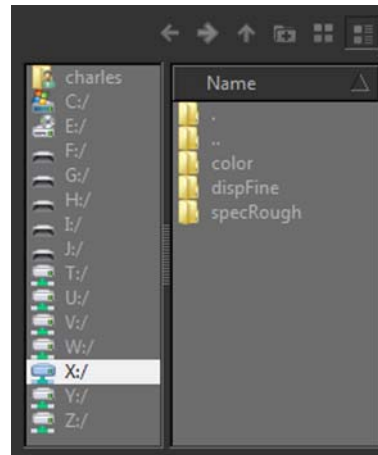 charles
C:/
E:/
F:/
G:/
H:/
I:/
J:/
T:/
U:/
V:/
W:/
X:/
Y:/
Z:/
Name
.
..
color
dispFine
specRough